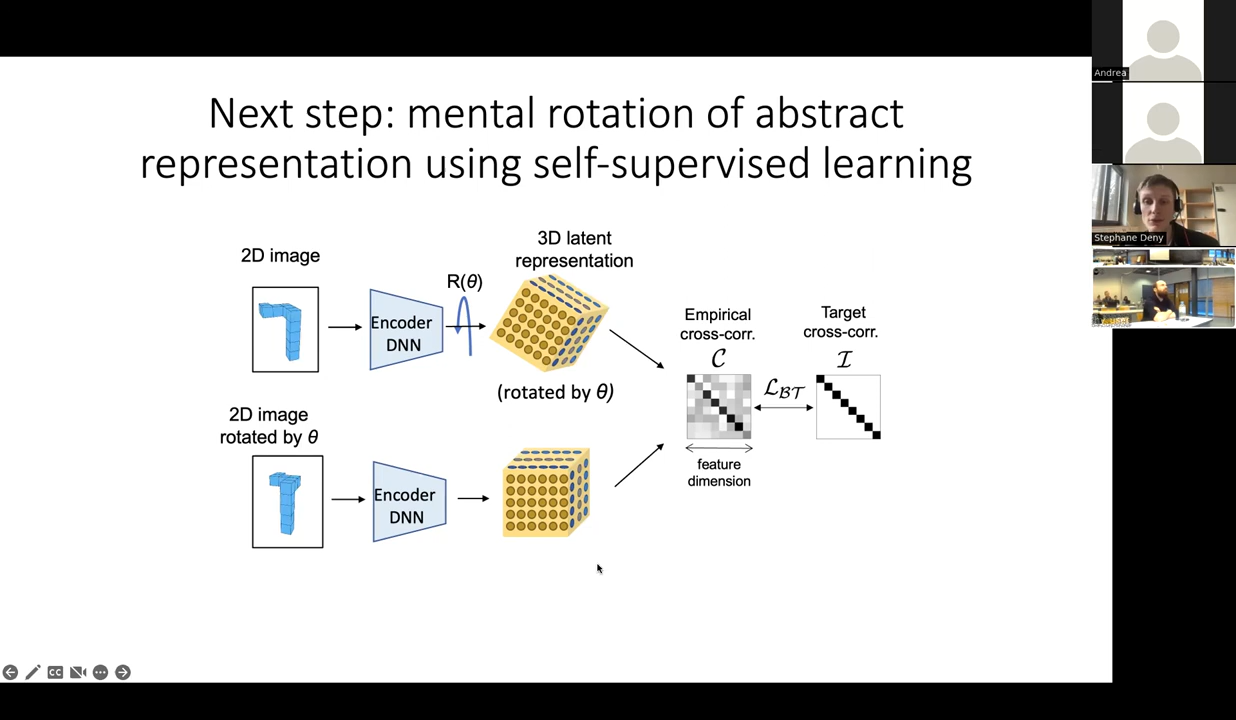 Next step: mental rotation of abstract
representation using self-supervised learning
2D image
R(θ)
3D latent
representation
Encoder
DNN
(rotated by θ)
2D image
rotated by θ
Encoder
DNN
Empirical
cross-corr.
C
Target
cross-corr.
I
L_BT
feature
dimension
CC
Andrea
Stephane Deny